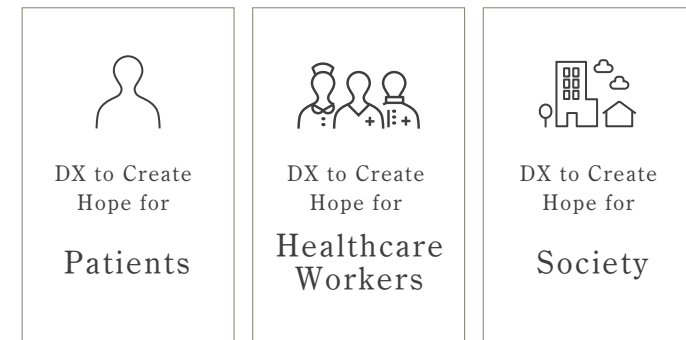 DX to Create
Hope for
Patients
DX to Create
Hope for
Healthcare
Workers
DX to Create
Hope for
Society